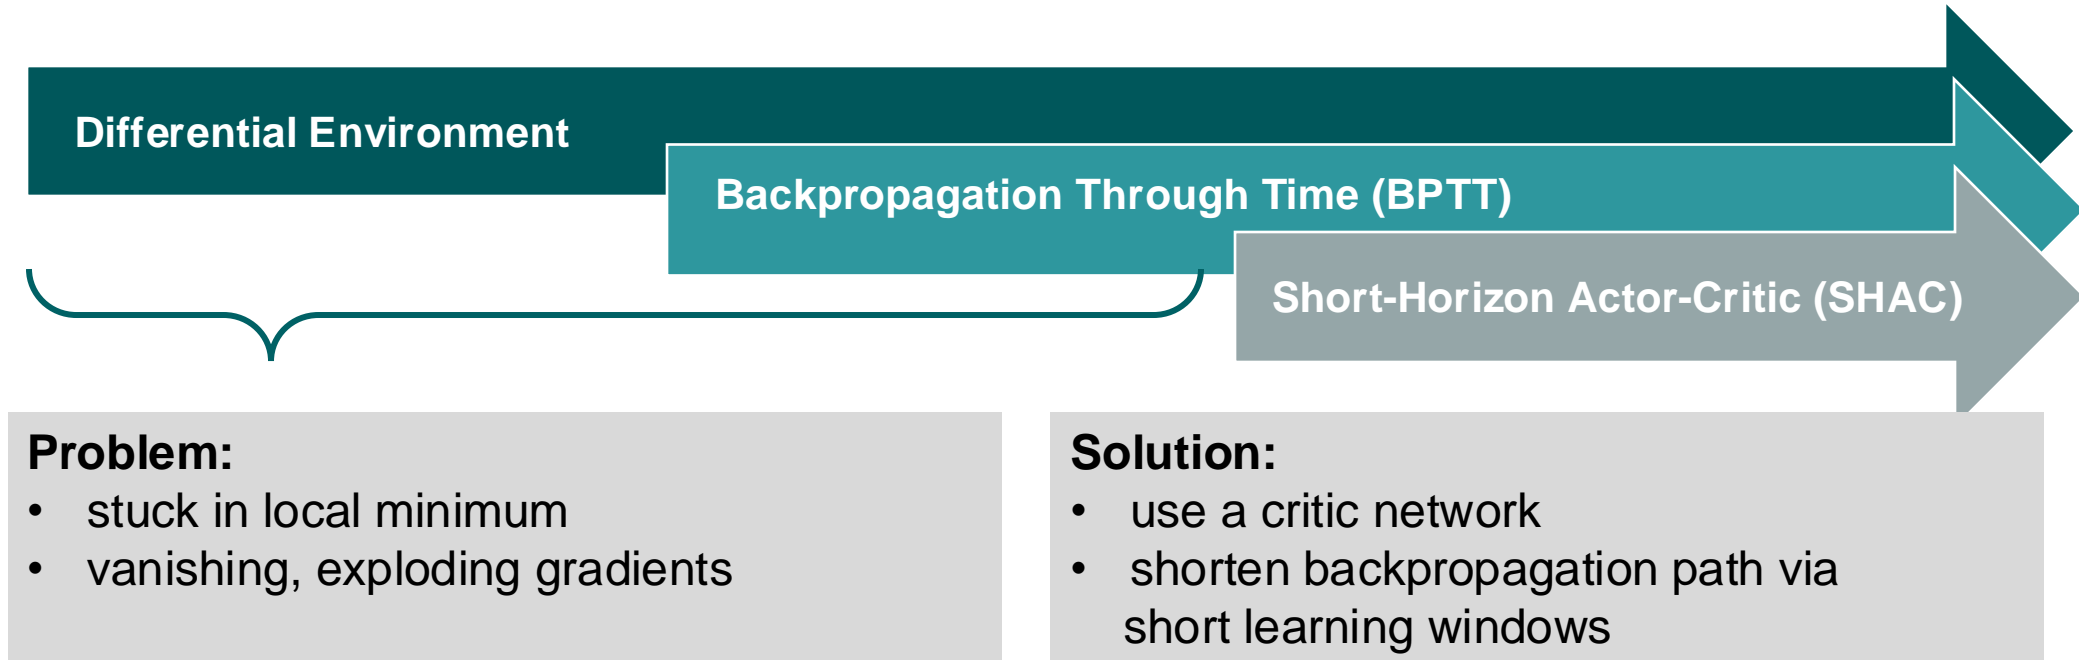 Differential Environment
Backpropagation Through Time (BPTT)
Short-Horizon Actor-Critic (SHAC)
Problem:
• stuck in local minimum
• vanishing, exploding gradients
Solution:
• use a critic network
• shorten backpropagation path via
short learning windows